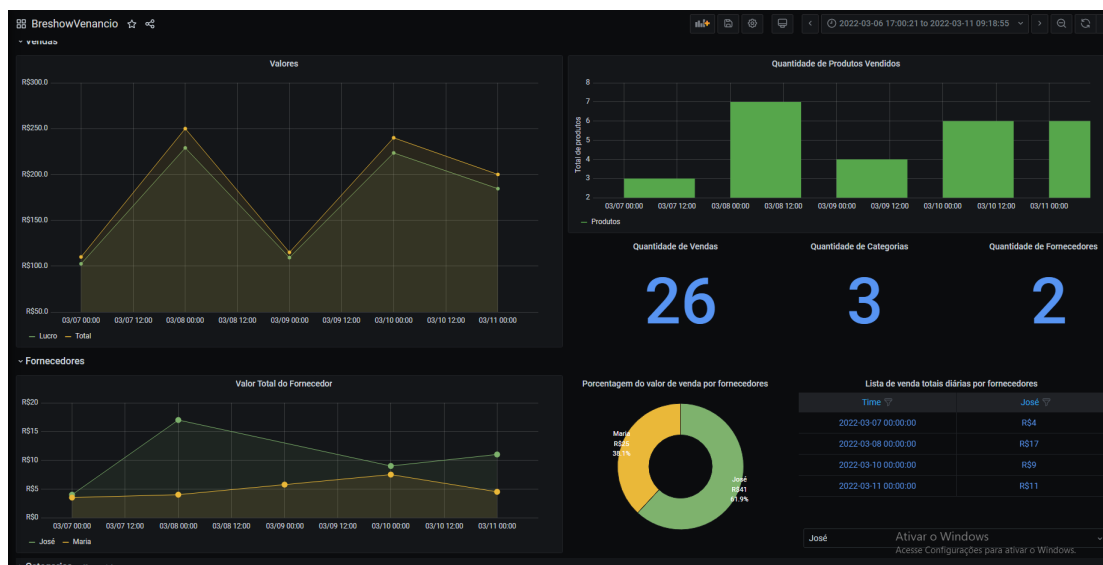 BreshowVenancio
2022-03-06 17:00:21 to 2022-03-11 09:18:55
Vendas
Valores
R$300.0
R$250.0
R$200.0
R$150.0
R$100.0
R$50.0
03/07 00:00 03/07 12:00 03/08 00:00 03/08 12:00 03/09 00:00 03/09 12:00 03/10 00:00 03/10 12:00 03/11 00:00
Lucro Total
Quantidade de Produtos Vendidos
Total de produtos
8
7
6
5
4
3
2
03/07 00:00 03/07 12:00 03/08 00:00 03/08 12:00 03/09 00:00 03/09 12:00 03/10 00:00 03/10 12:00 03/11 00:00
Produtos
Quantidade de Vendas
26
Quantidade de Categorias
3
Quantidade de Fornecedores
2
Fornecedores
Valor Total do Fornecedor
R$20
R$15
R$10
R$5
R$0
03/07 00:00 03/07 12:00 03/08 00:00 03/08 12:00 03/09 00:00 03/09 12:00 03/10 00:00 03/10 12:00 03/11 00:00
José Maria
Porcentagem do valor de venda por fornecedores
Maria
R$25
38.1%
José
R$41
61.9%
Lista de venda totais diárias por fornecedores
Time José
2022-03-07 00:00:00 R$4
2022-03-08 00:00:00 R$17
2022-03-10 00:00:00 R$9
2022-03-11 00:00:00 R$11
José
Ativar o Windows
Acesse Configurações para ativar o Windows.
Categorias